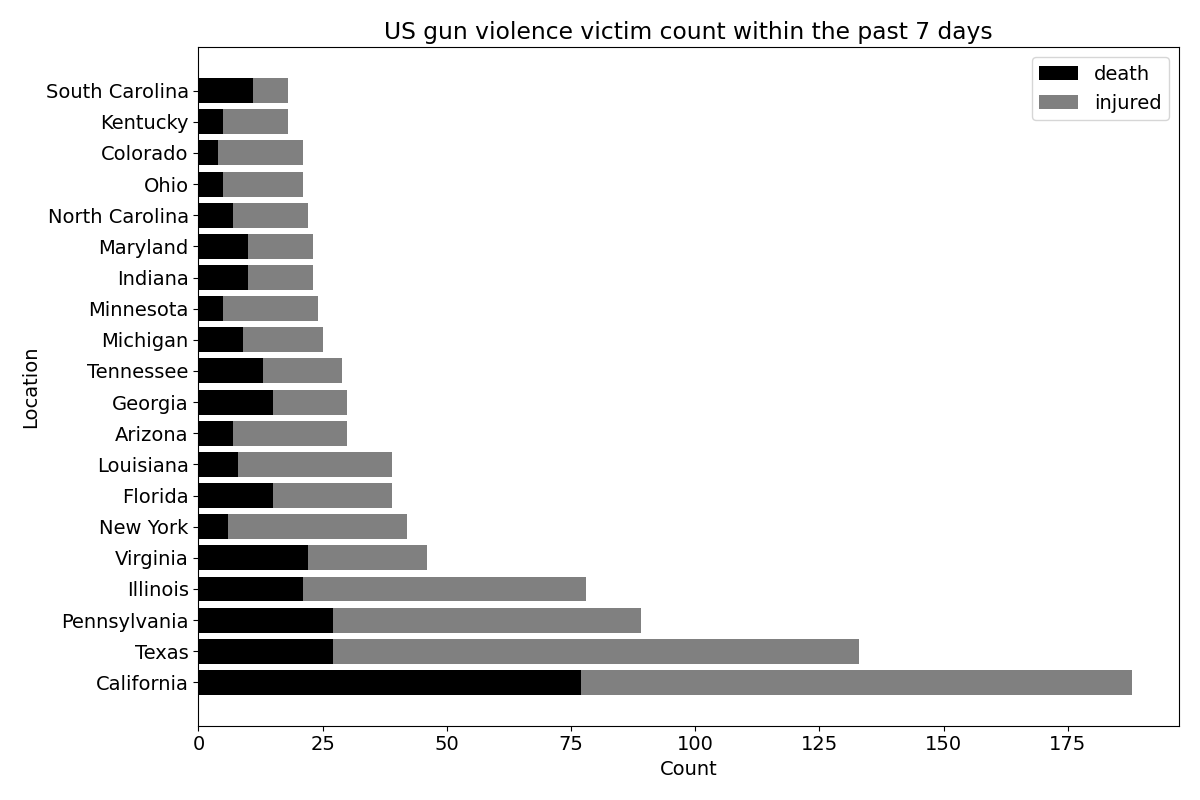 US gun violence victim count within the past 7 days
death
injured
South Carolina
Kentucky
Colorado
Ohio
North Carolina
Maryland
Indiana
Minnesota
Michigan
Tennessee
Georgia
Arizona
Louisiana
Florida
New York
Virginia
Illinois
Pennsylvania
Texas
California
Location
0 25 50 75 100 125 150 175
Count